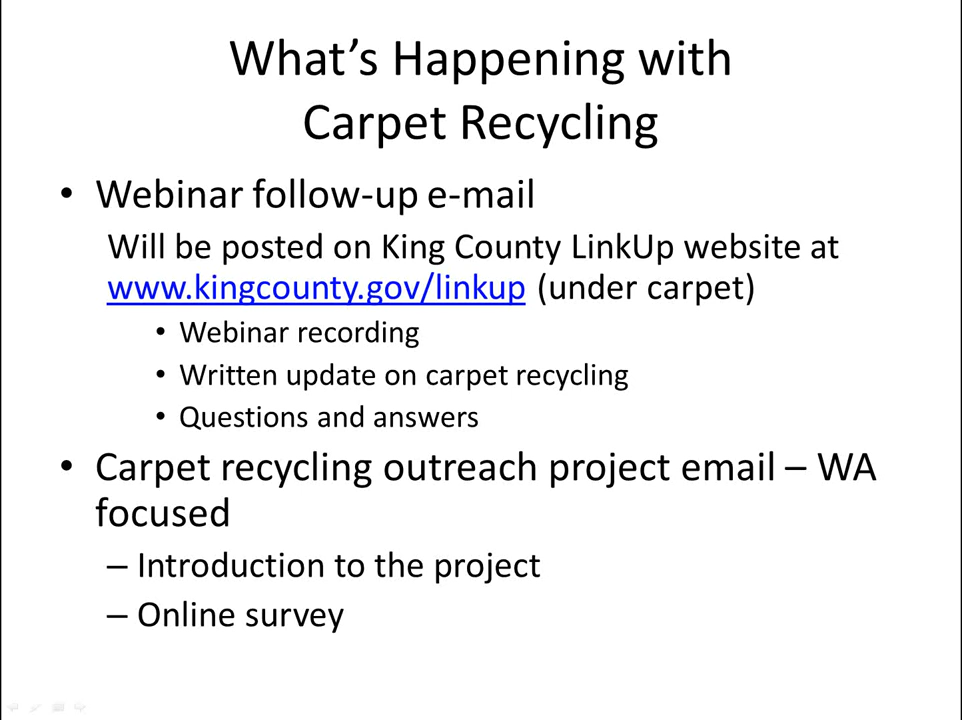 What's Happening with
Carpet Recycling
• Webinar follow-up e-mail
Will be posted on King County LinkUp website at
www.kingcounty.gov/linkup (under carpet)
• Webinar recording
• Written update on carpet recycling
• Questions and answers
• Carpet recycling outreach project email – WA
focused
– Introduction to the project
– Online survey